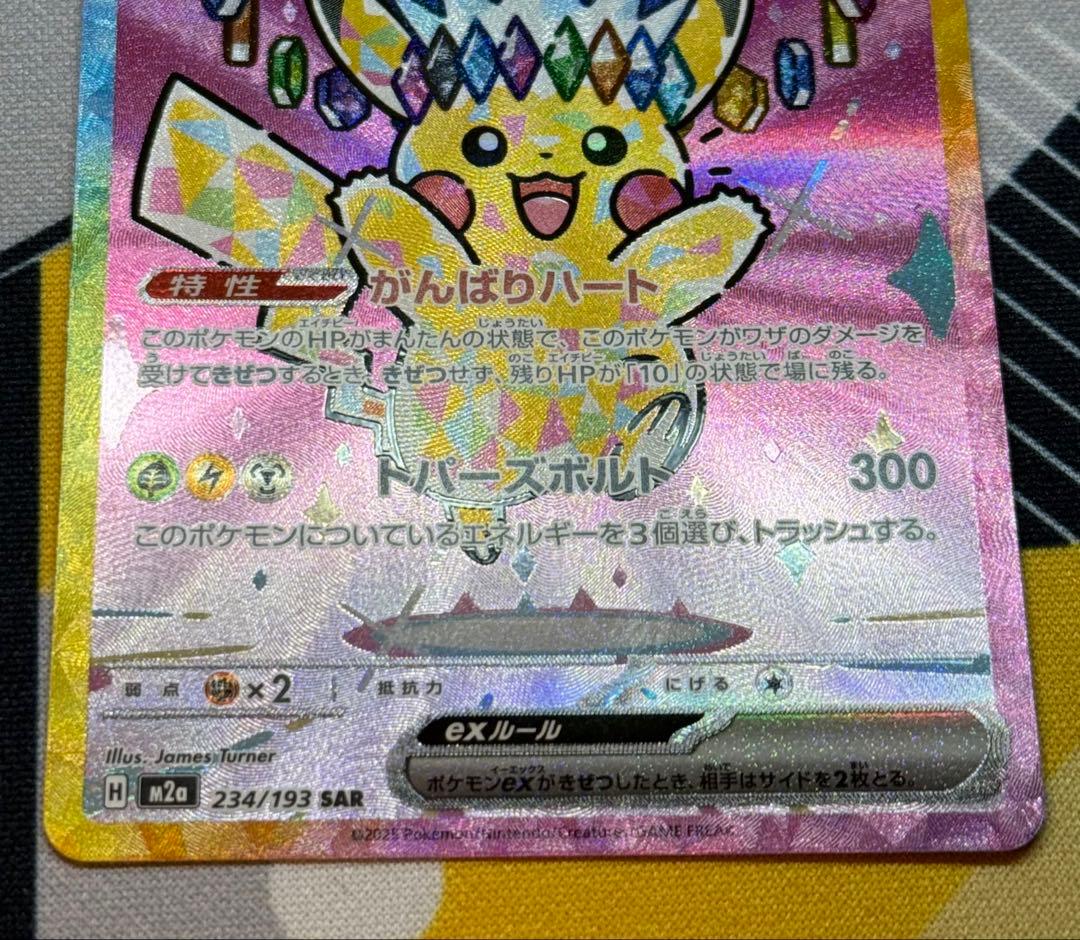 特性 がんばりハート
このポケモンのHPがまんたんの状態で、このポケモンがワザのダメージを
受けてきぜつするとき、きぜつせず、残りHPが「10」の状態で場に残る。
トパーズボルト 300
このポケモンについているエネルギーを3個選び、トラッシュする。
弱点 ×2 抵抗力 にげる
exルール
ポケモンexがきぜつしたとき、相手はサイドを2枚とる。
Illus. James Turner
H M2a 234/193 SAR
©2025 Pokémon/Nintendo/Creatures/GAME FREAK